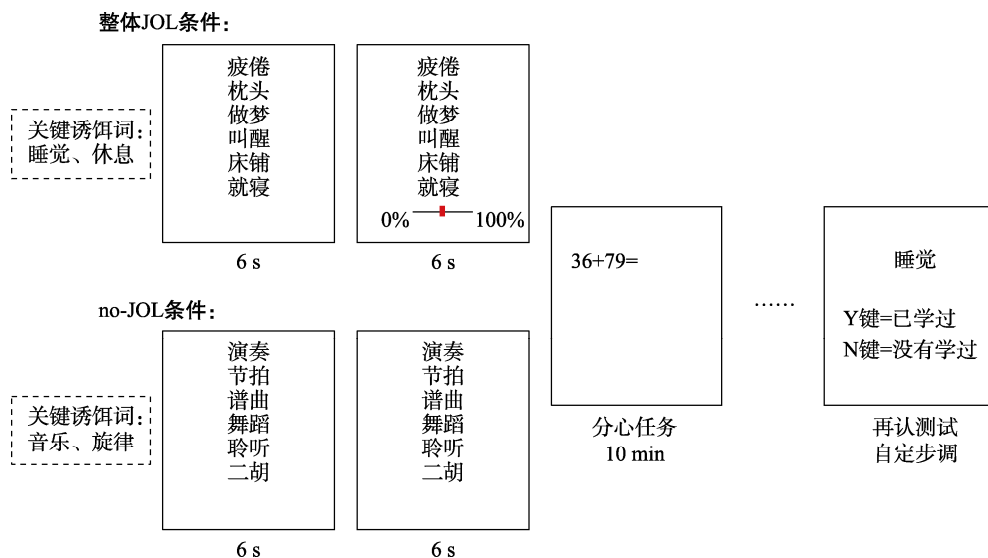 整体JOL条件：
关键诱饵词：
睡觉、休息
疲倦
枕头
做梦
叫醒
床铺
就寝
6 s
疲倦
枕头
做梦
叫醒
床铺
就寝
0% 100%
6 s
no-JOL条件：
关键诱饵词：
音乐、旋律
演奏
节拍
谱曲
舞蹈
聆听
二胡
6 s
演奏
节拍
谱曲
舞蹈
聆听
二胡
6 s
36+79=
分心任务
10 min
……
睡觉
Y键=已学过
N键=没有学过
再认测试
自定步调